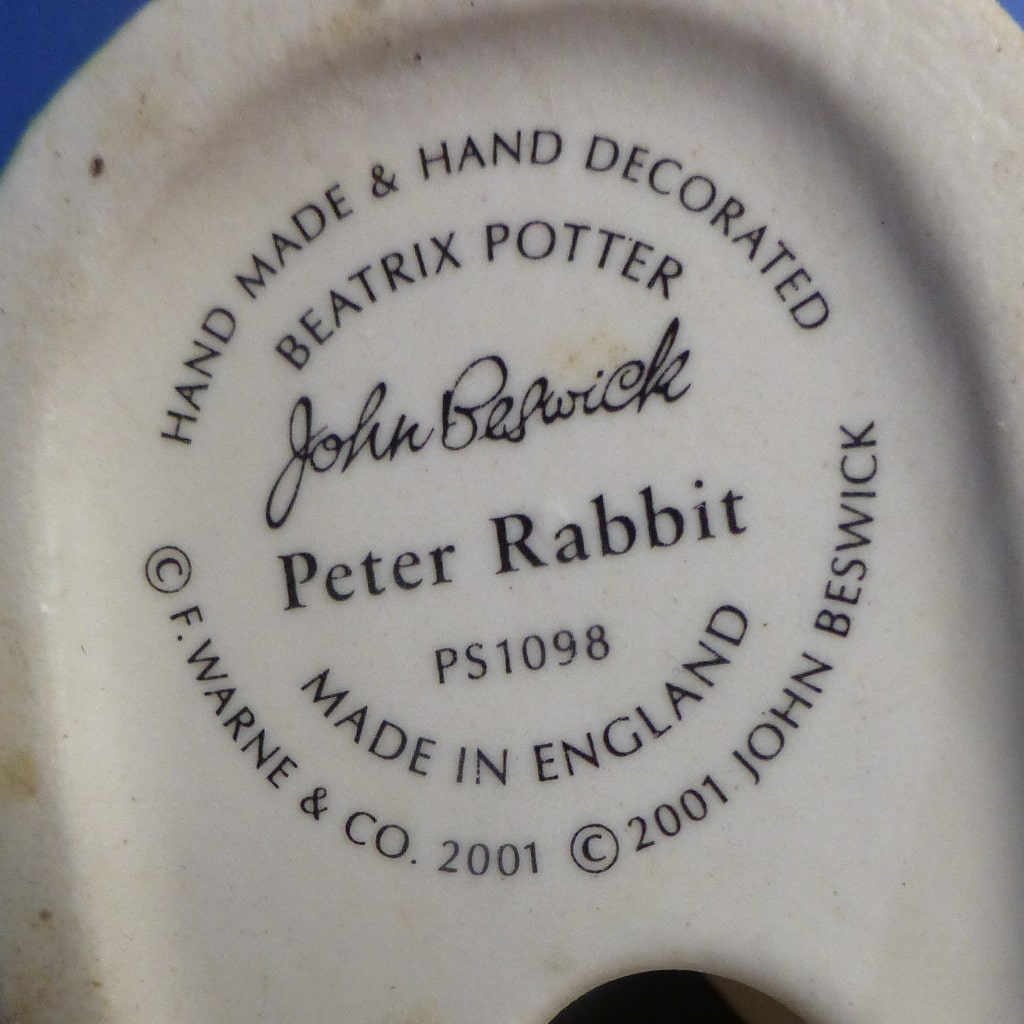 HAND MADE & HAND DECORATED
BEATRIX POTTER
John Beswick
Peter Rabbit
PS1098
MADE IN ENGLAND
© F. WARNE & CO. 2001 © 2001 JOHN BESWICK